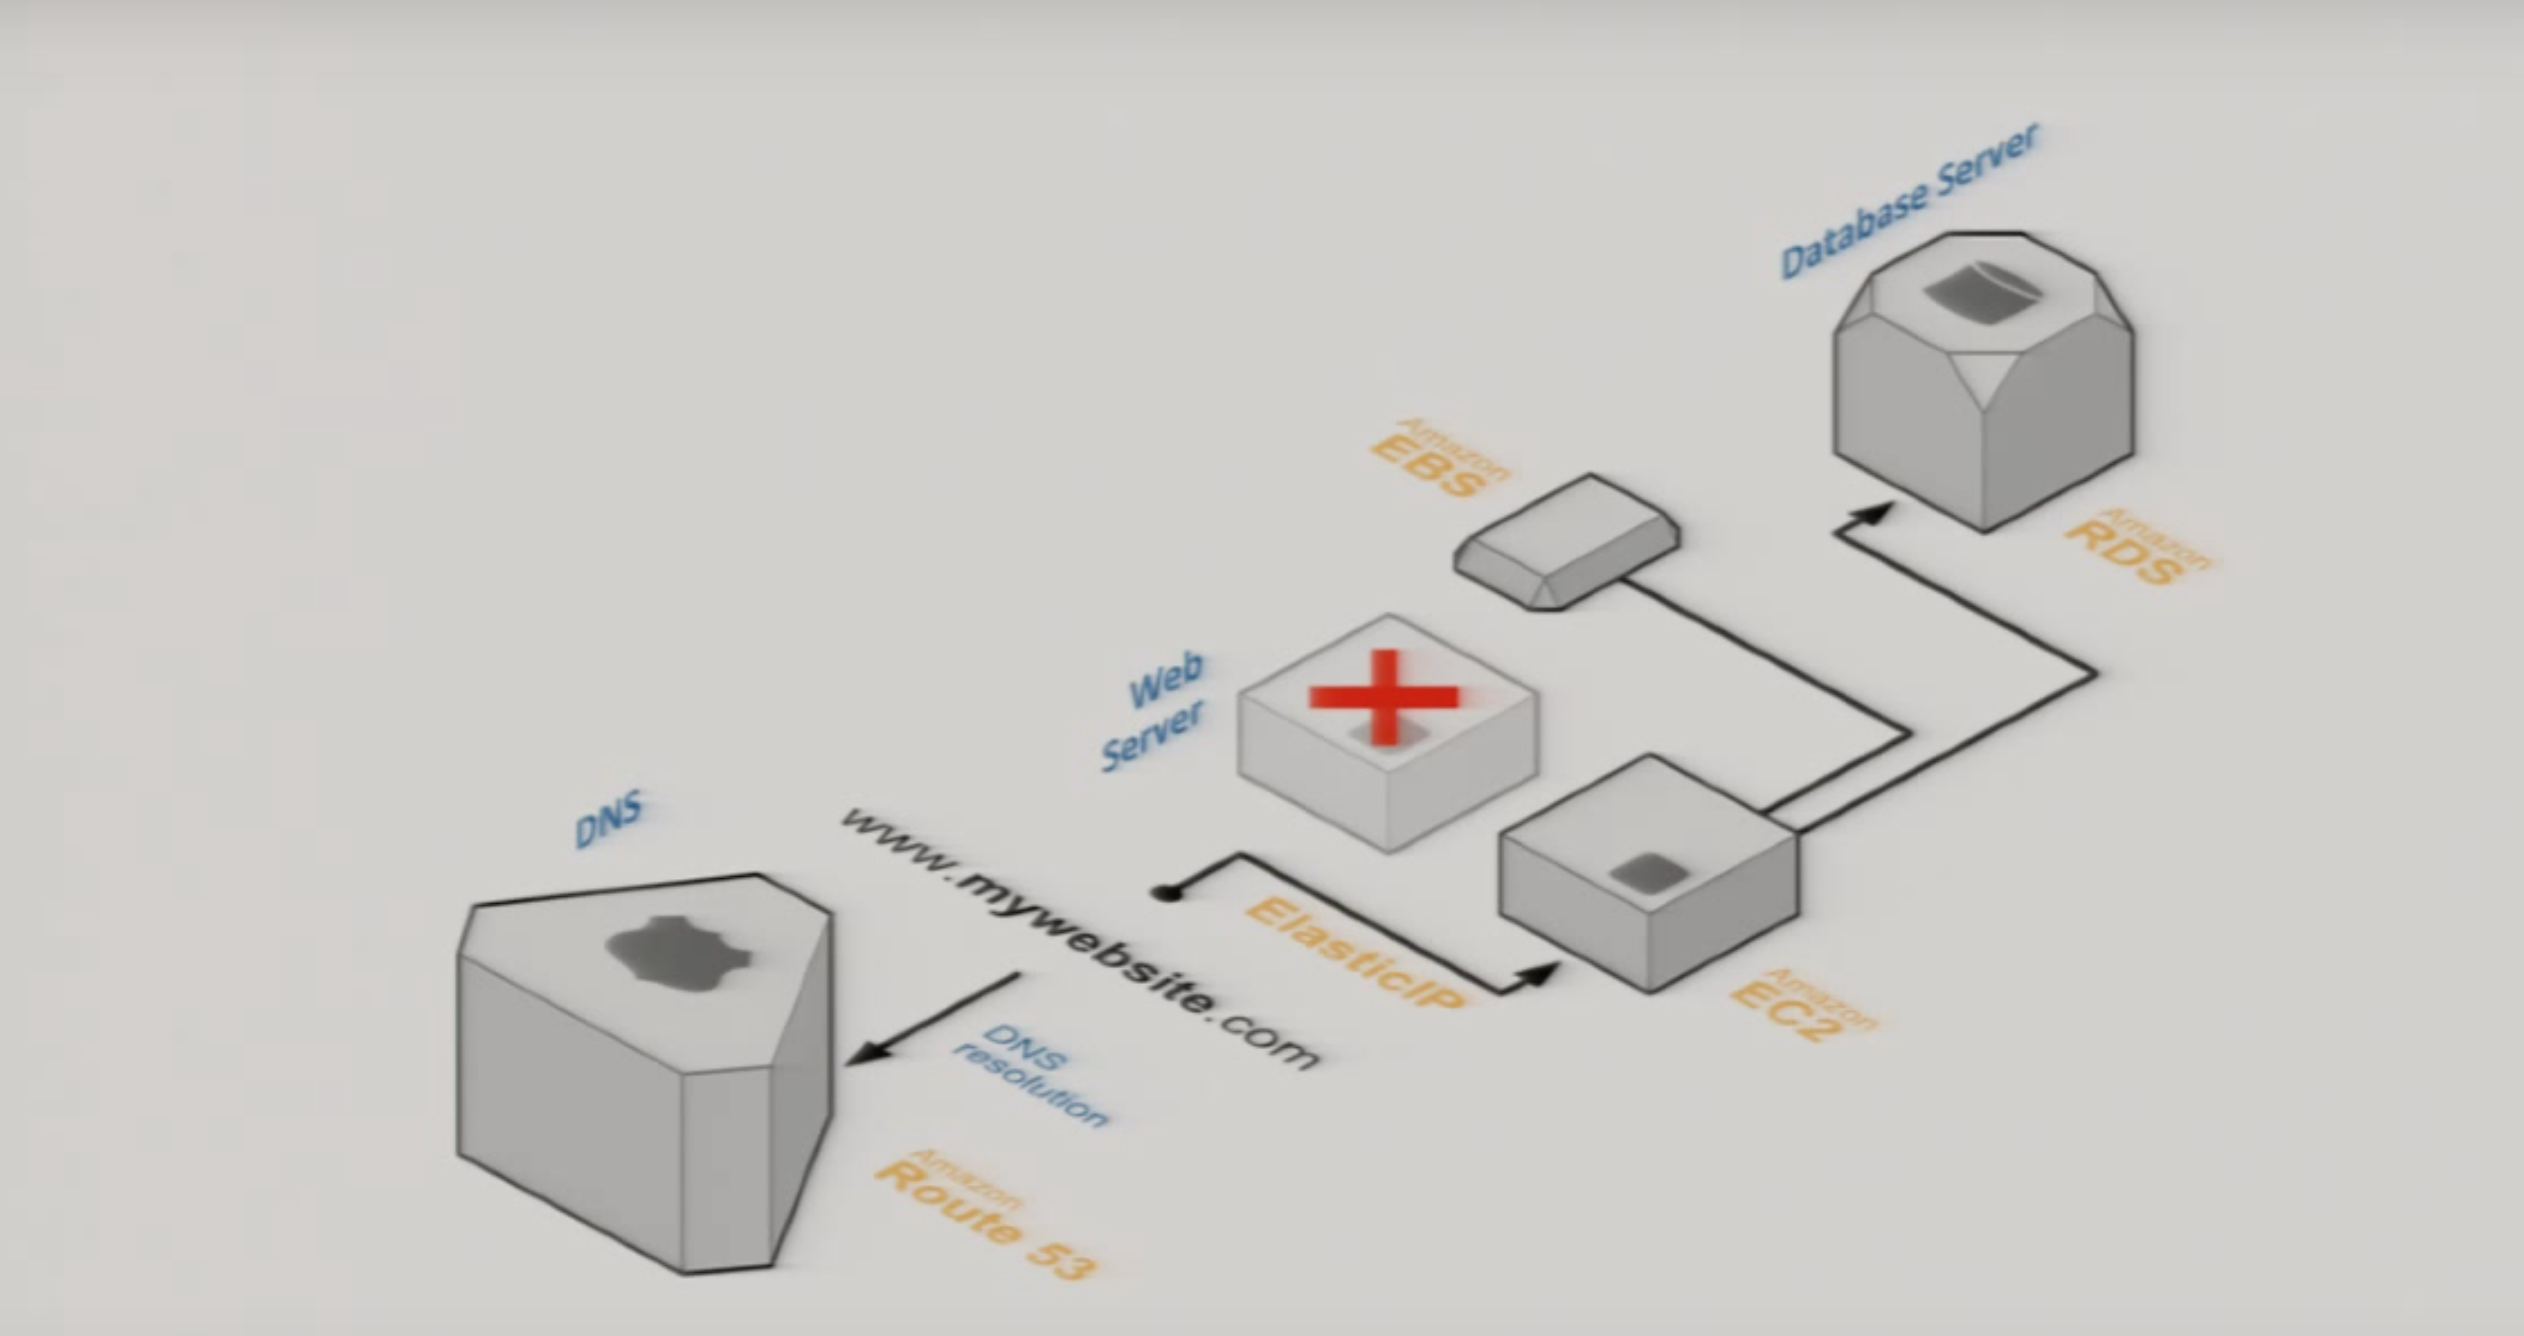 Database Server
Amazon
EBS
Amazon
RDS
Web
Server
DNS
www.mywebsite.com
ElasticIP
Amazon
EC2
DNS
resolution
Amazon
Route 53